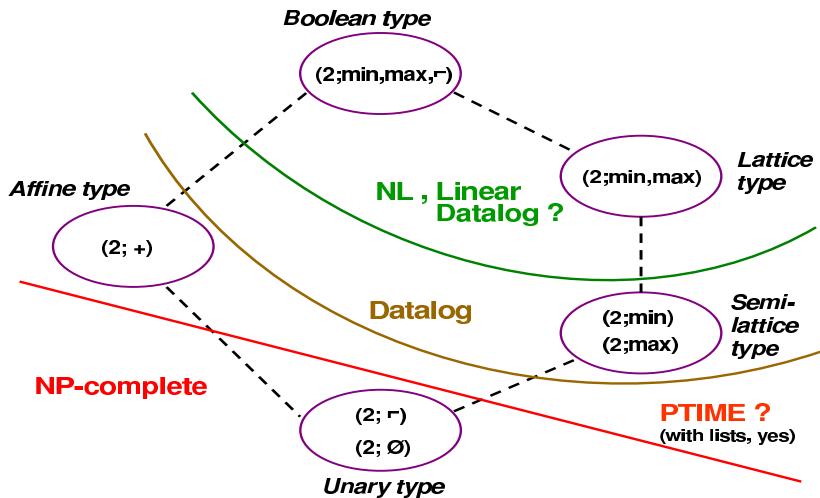 Boolean type
(2;min,max,⌐)
Affine type
(2; +)
(2;min,max)
Lattice
type
NL , Linear
Datalog ?
Datalog
(2;min)
(2;max)
Semi-
lattice
type
NP-complete
(2; ⌐)
(2; Ø)
Unary type
PTIME ?
(with lists, yes)